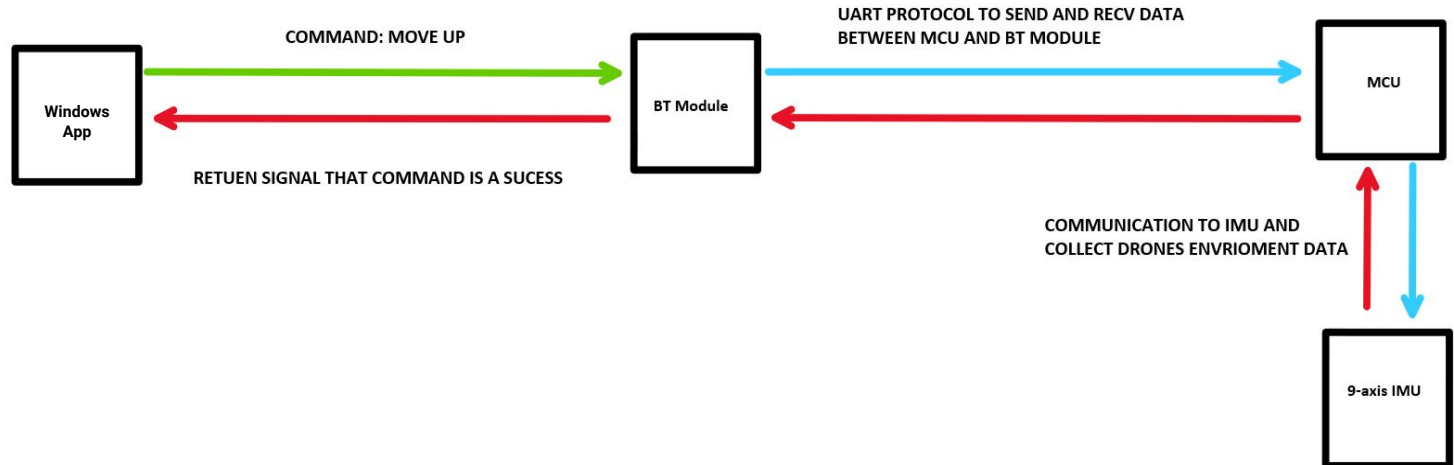 UART PROTOCOL TO SEND AND RECV DATA
BETWEEN MCU AND BT MODULE
COMMAND: MOVE UP
Windows
App
BT Module
MCU
RETUEN SIGNAL THAT COMMAND IS A SUCESS
COMMUNICATION TO IMU AND
COLLECT DRONES ENVRIOMENT DATA
9-axis IMU